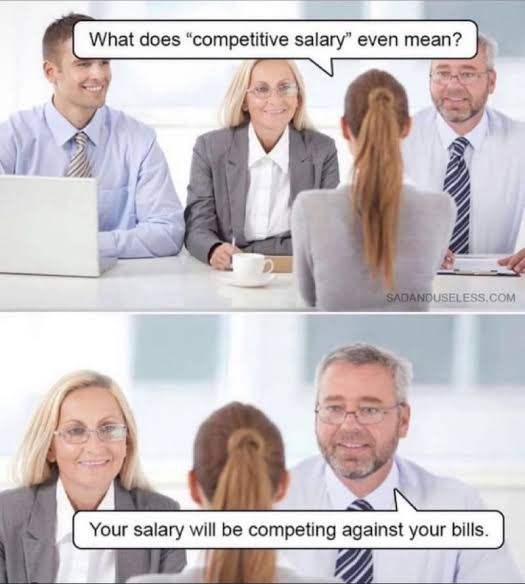 What does “competitive salary” even mean?
SADANDUSELESS.COM
Your salary will be competing against your bills.